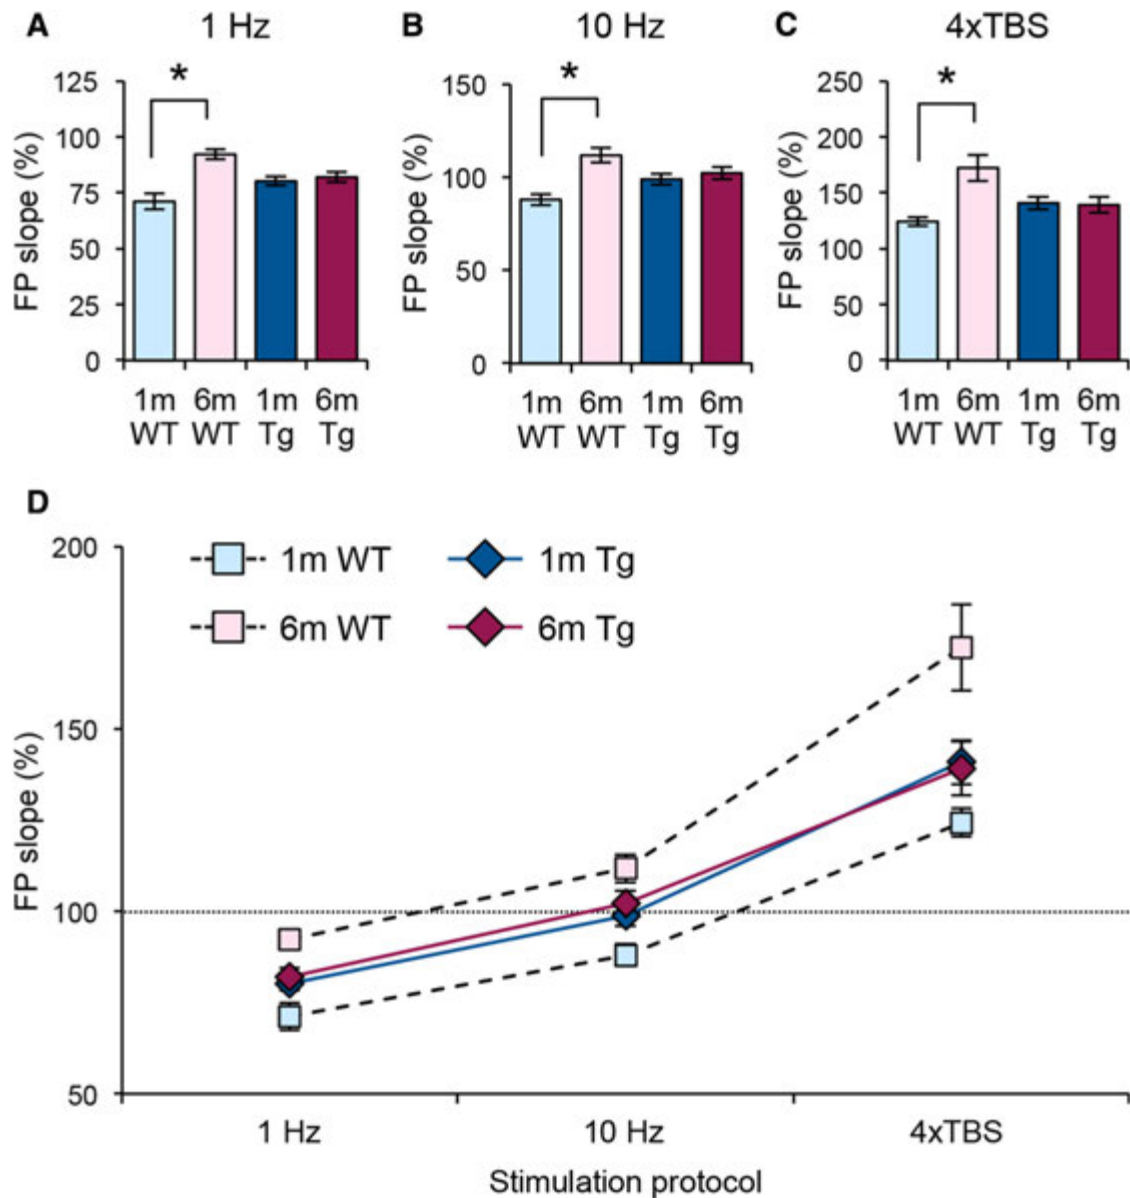 A 1 Hz
B 10 Hz
C 4xTBS
FP slope (%)
125
100
75
50
25
0
*
1m WT
6m WT
1m Tg
6m Tg
FP slope (%)
150
100
50
0
*
1m WT
6m WT
1m Tg
6m Tg
FP slope (%)
250
200
150
100
50
0
*
1m WT
6m WT
1m Tg
6m Tg
D
1m WT
1m Tg
6m WT
6m Tg
FP slope (%)
200
150
100
50
1 Hz
10 Hz
4xTBS
Stimulation protocol